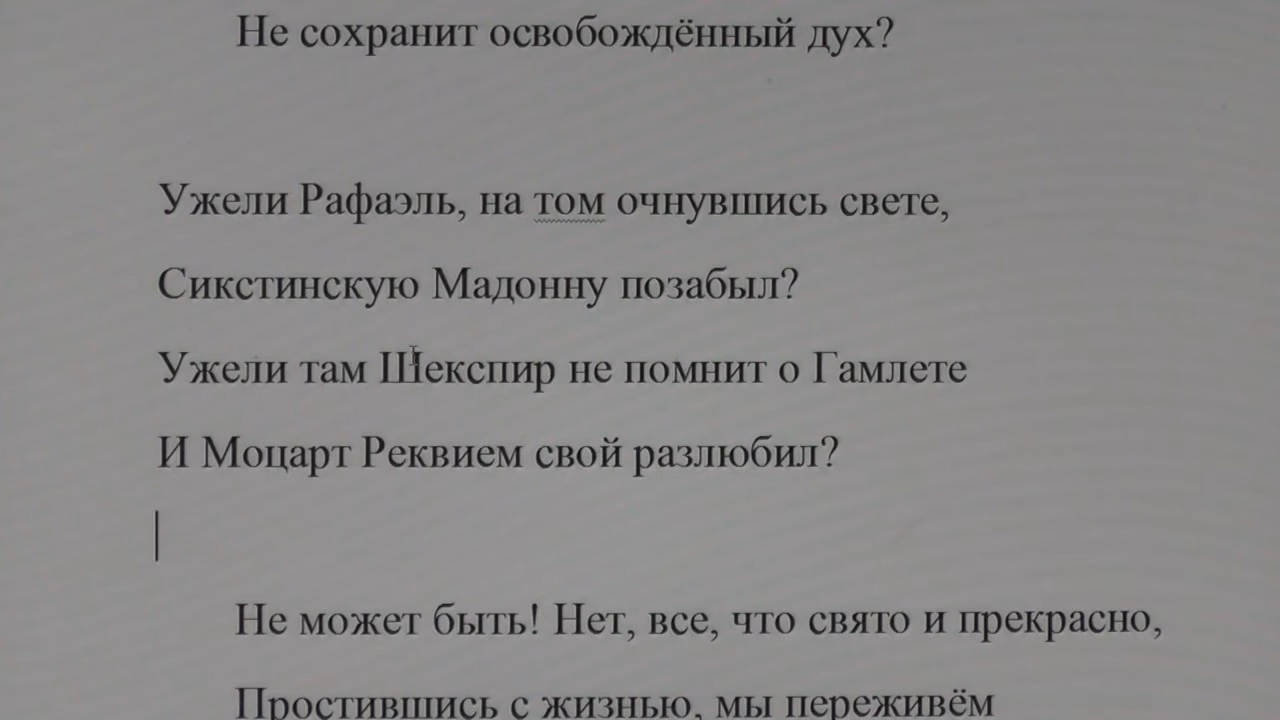 Не сохранит освобождённый дух?
Ужели Рафаэль, на том очнувшись свете,
Сикстинскую Мадонну позабыл?
Ужели там Шекспир не помнит о Гамлете
И Моцарт Реквием свой разлюбил?
Не может быть! Нет, все, что свято и прекрасно,
Простившись с жизнью, мы переживём